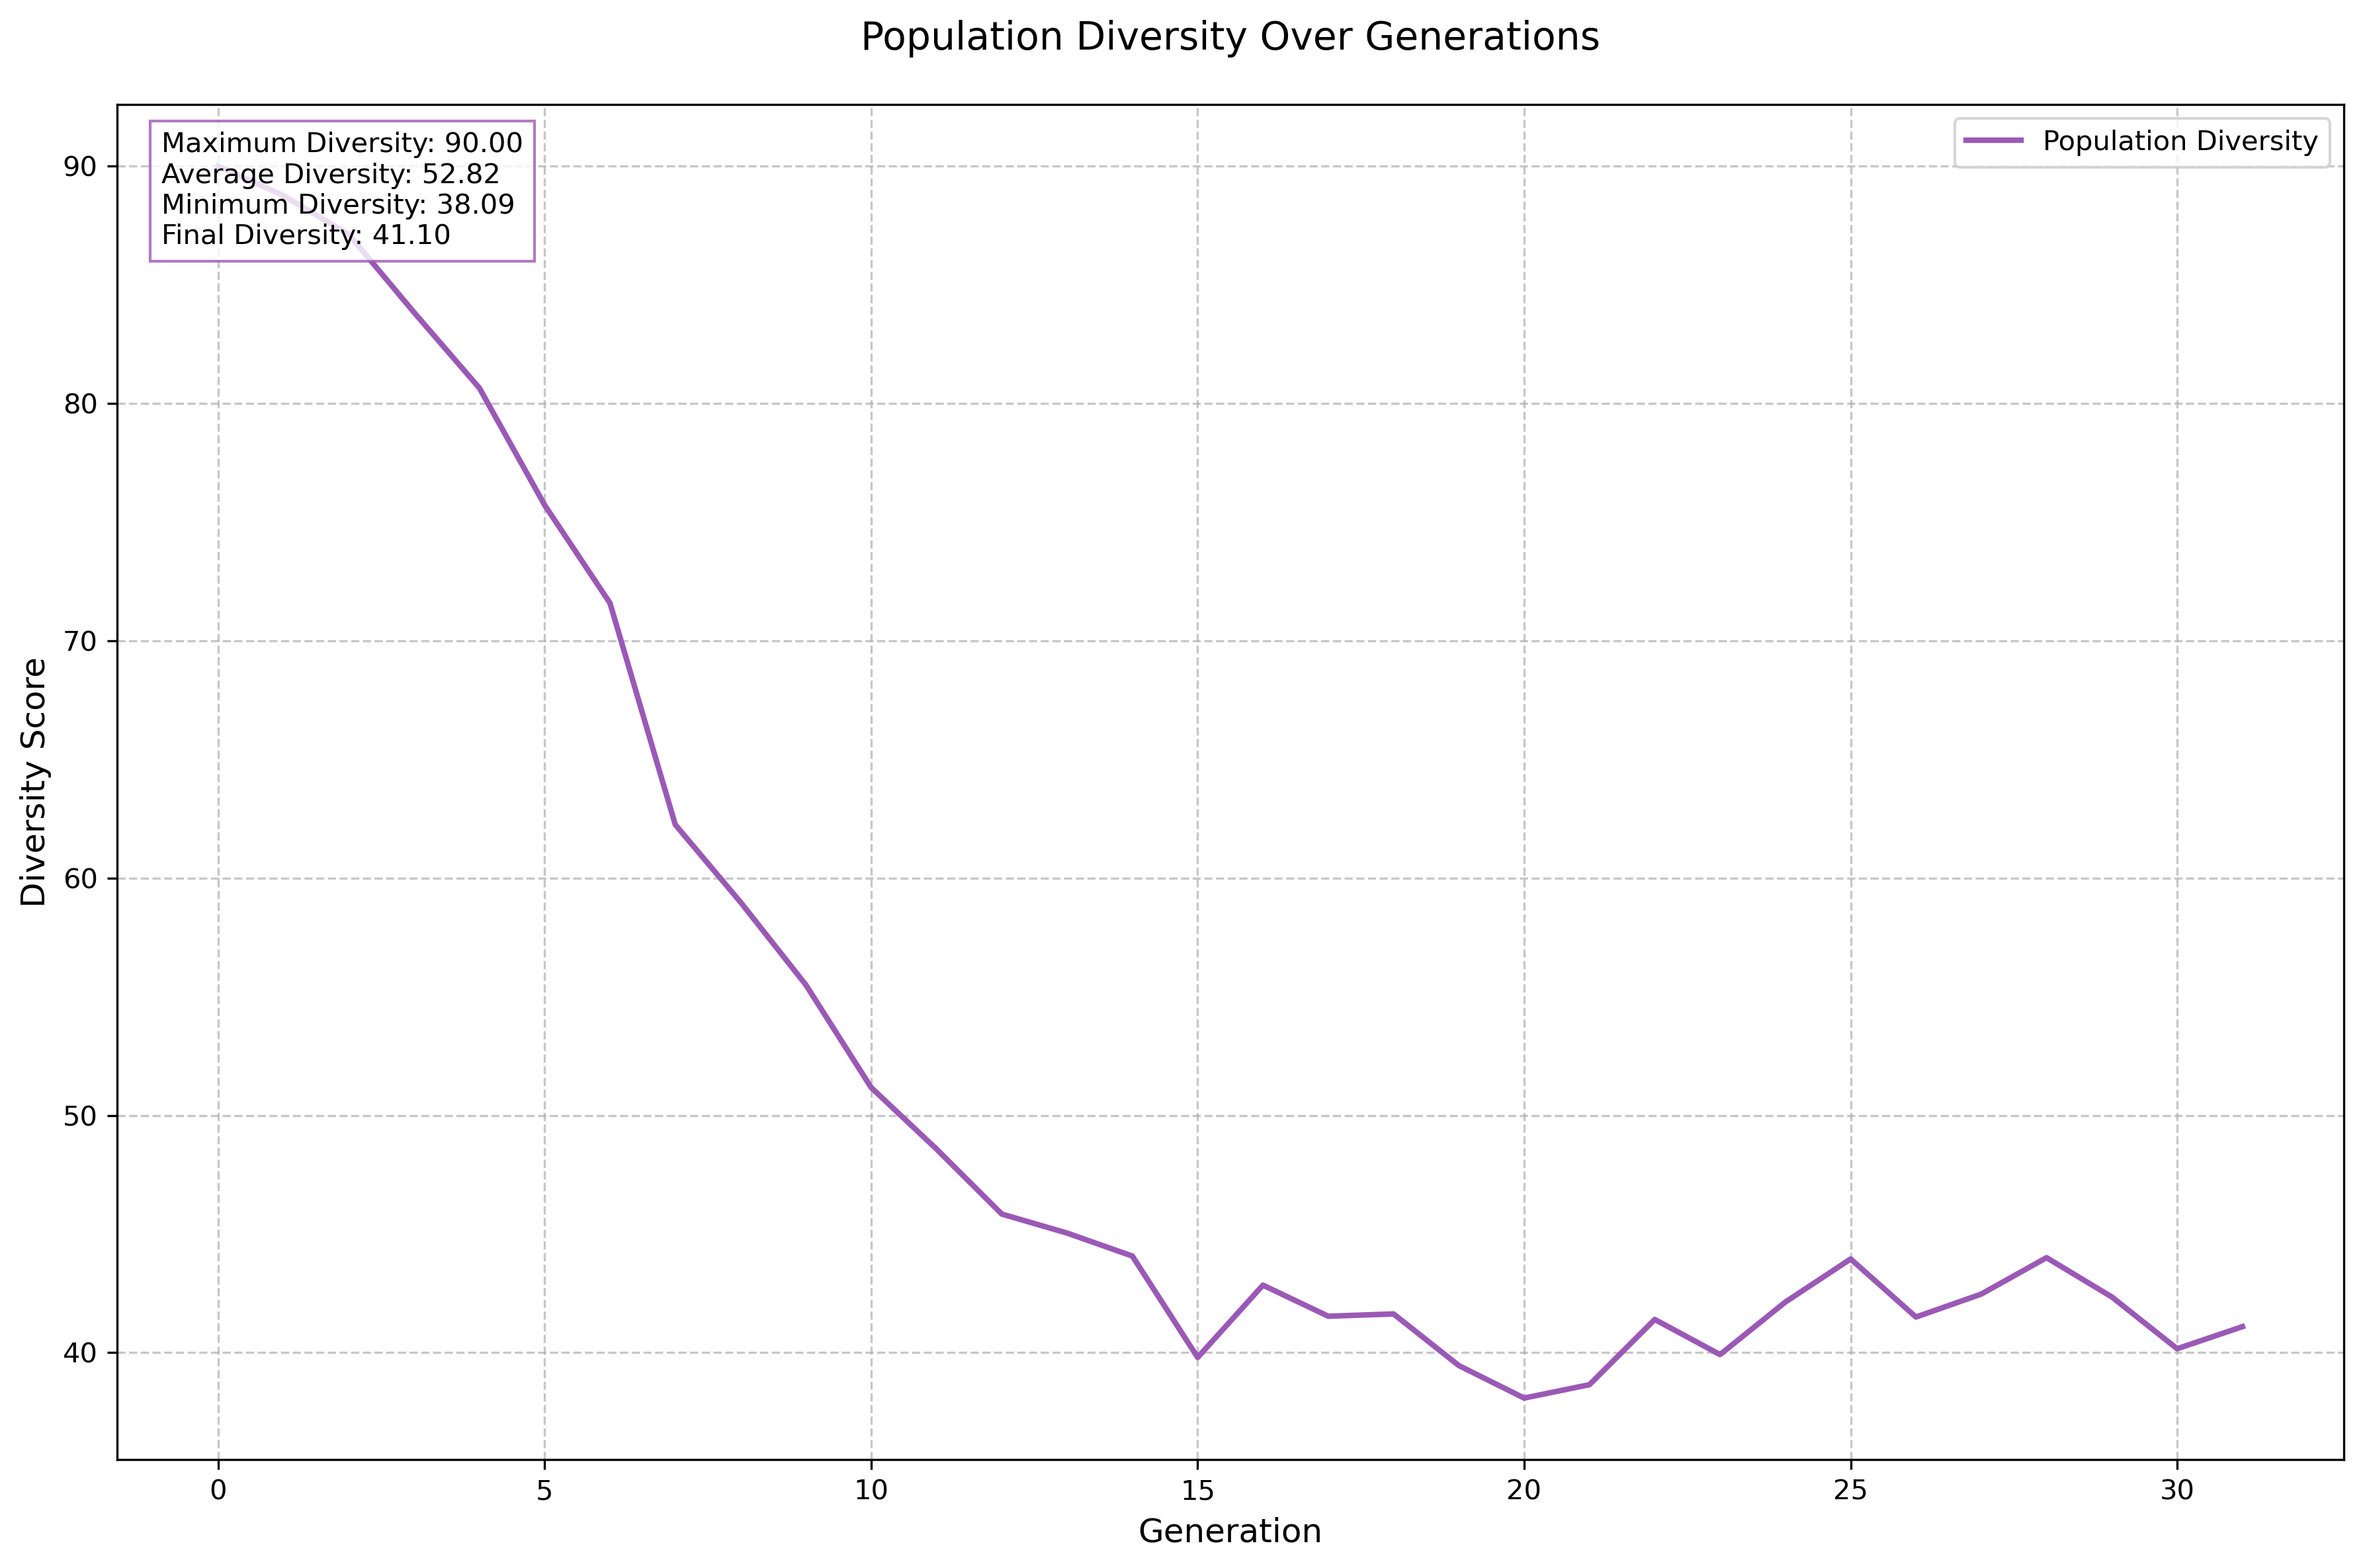 Population Diversity Over Generations
Maximum Diversity: 90.00
Average Diversity: 52.82
Minimum Diversity: 38.09
Final Diversity: 41.10
Population Diversity
90
80
70
60
50
40
Diversity Score
0 5 10 15 20 25 30
Generation